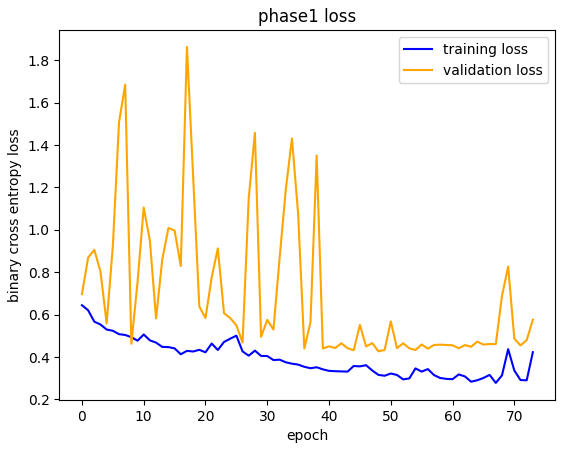 phase1 loss
training loss
validation loss
binary cross entropy loss
1.8
1.6
1.4
1.2
1.0
0.8
0.6
0.4
0.2
0 10 20 30 40 50 60 70
epoch